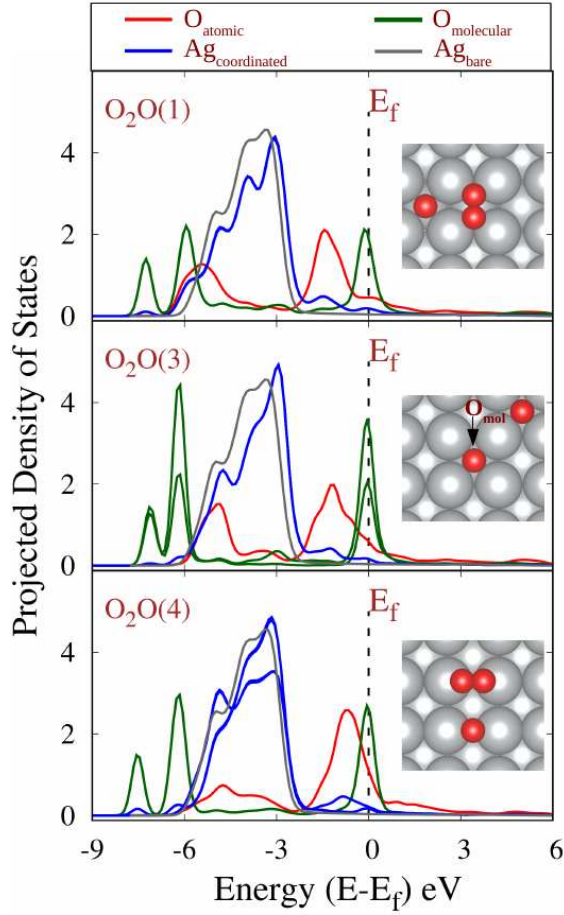 O_atomic O_molecular
Ag_coordinated Ag_bare
O₂O(1) E_f
4
2
0
O₂O(3) E_f
O_mol
4
2
0
O₂O(4) E_f
4
2
0
-9 -6 -3 0 3 6
Energy (E-E_f) eV
Projected Density of States